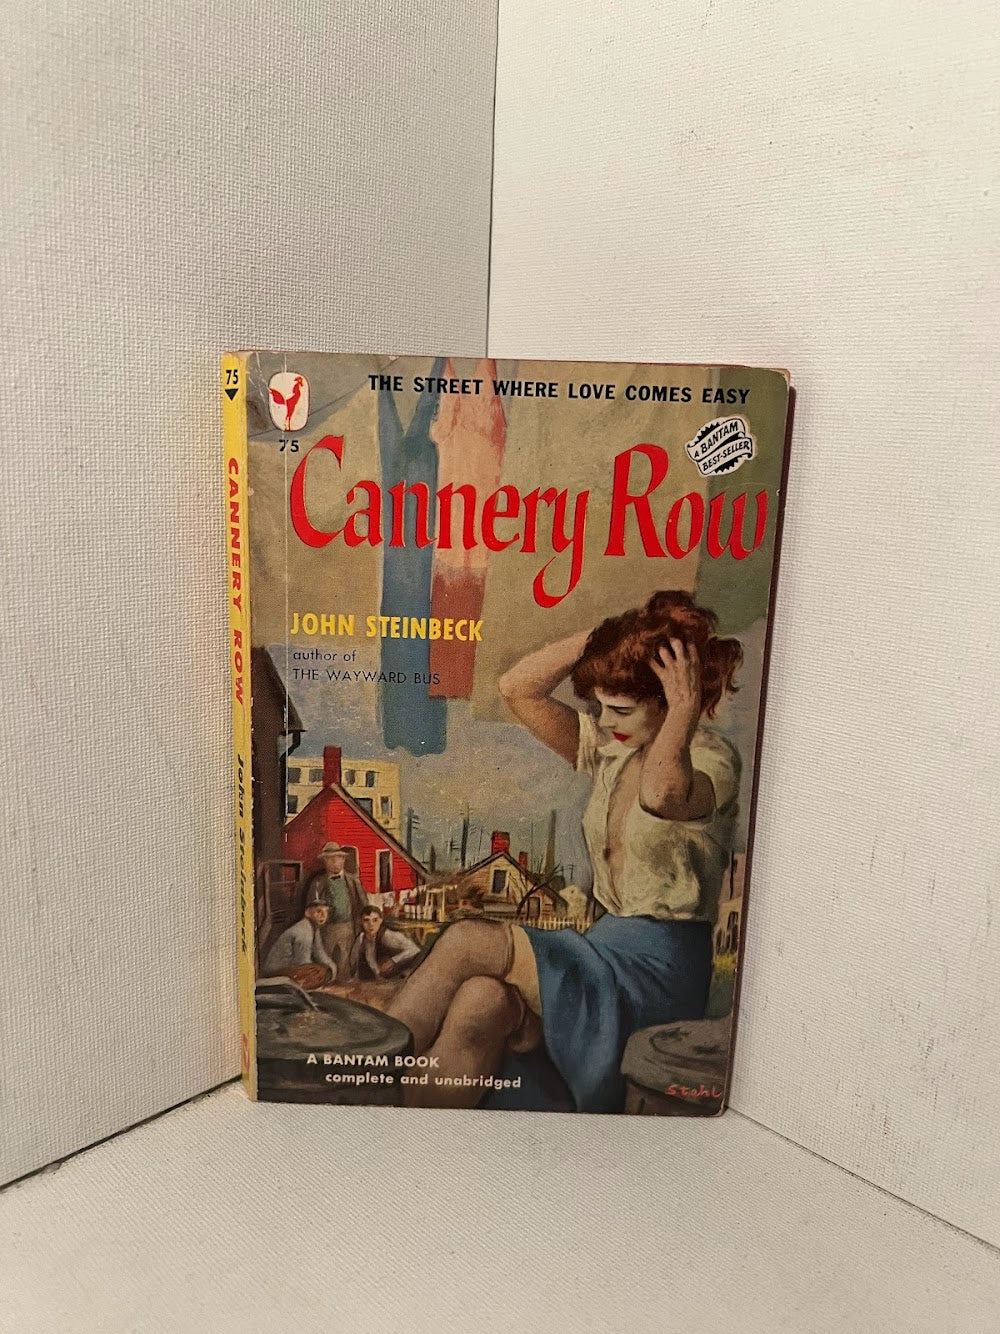 75
CANNERY ROW
John Steinbeck
75
THE STREET WHERE LOVE COMES EASY
A BANTAM
BEST-SELLER
Cannery Row
JOHN STEINBECK
author of
THE WAYWARD BUS
A BANTAM BOOK
complete and unabridged
Stahl